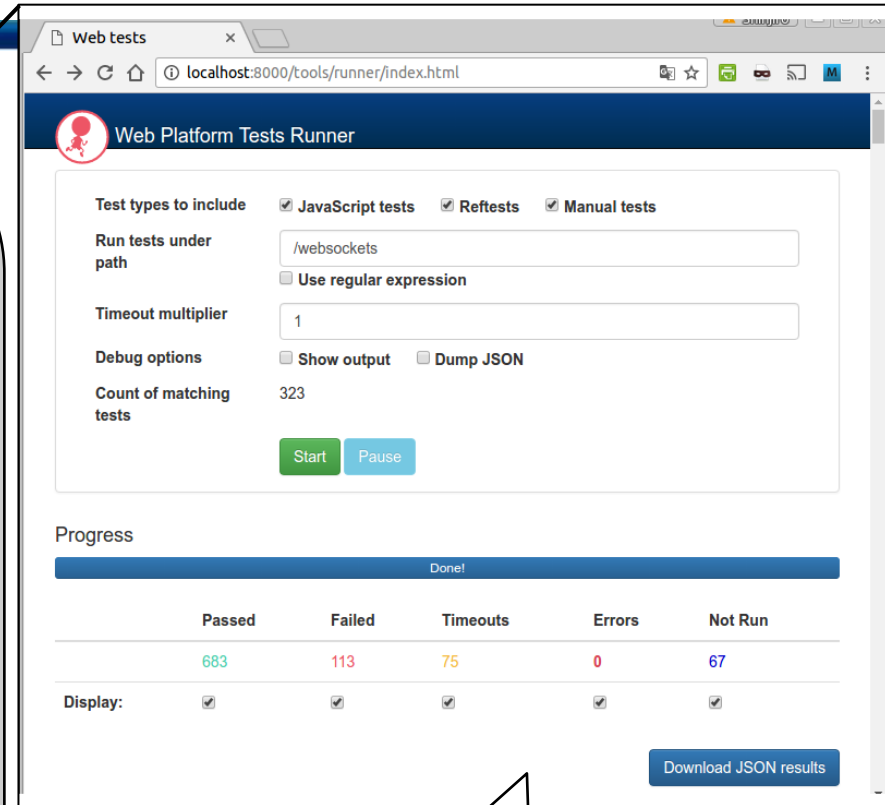 Web tests
localhost:8000/tools/runner/index.html
Web Platform Tests Runner
Test types to include JavaScript tests Reftests Manual tests
Run tests under path /websockets
Use regular expression
Timeout multiplier 1
Debug options Show output Dump JSON
Count of matching tests 323
Start Pause
Progress
Done!
Passed Failed Timeouts Errors Not Run
683 113 75 0 67
Display:
Download JSON results